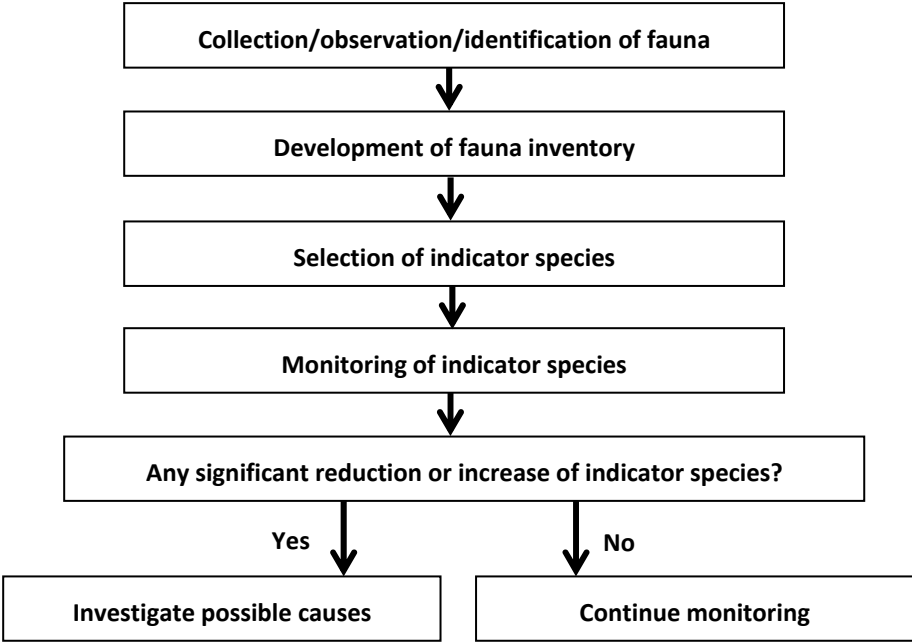 Collection/observation/identification of fauna
Development of fauna inventory
Selection of indicator species
Monitoring of indicator species
Any significant reduction or increase of indicator species?
Yes
No
Investigate possible causes
Continue monitoring